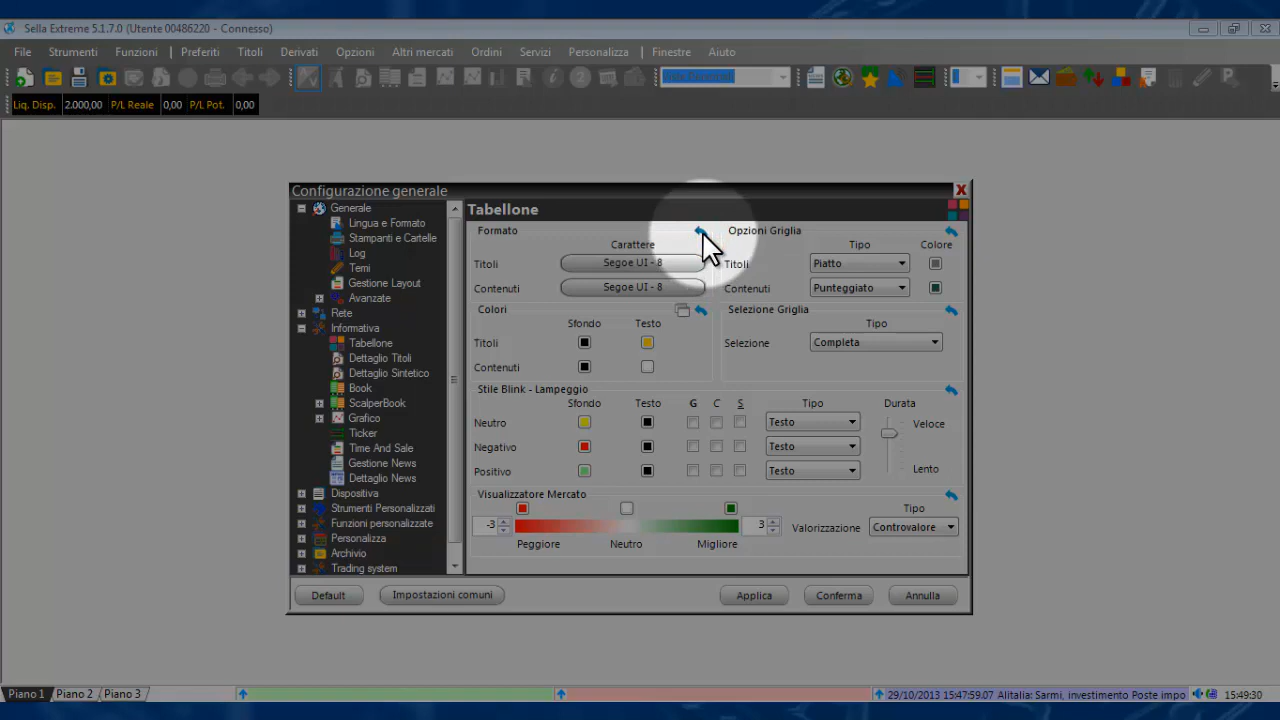 Sella Extreme 5.1.7.0 (Utente 00486220 - Connesso)
File Strumenti Funzioni Preferiti Titoli Derivati Opzioni Altri mercati Ordini Servizi Personalizza Finestre Aiuto
Liq. Disp. 2.000,00 P/L Reale 0,00 P/L Pot. 0,00
Configurazione generale
Generale
Lingua e Formato
Stampanti e Cartelle
Log
Temi
Gestione Layout
Avanzate
Rete
Informativa
Tabellone
Dettaglio Titoli
Dettaglio Sintetico
Book
ScalperBook
Grafico
Ticker
Time And Sale
Gestione News
Dettaglio News
Dispositiva
Strumenti Personalizzati
Funzioni personalizzate
Personalizza
Archivio
Trading system
Tabellone
Formato
Carattere
Titoli Segoe UI - 8
Contenuti Segoe UI - 8
Opzioni Griglia
Tipo Colore
Titoli Piatto
Contenuti Punteggiato
Colori
Sfondo Testo
Titoli
Contenuti
Selezione Griglia
Tipo
Selezione Completa
Stile Blink - Lampeggio
Sfondo Testo G C S Tipo Durata
Neutro Testo Veloce
Negativo Testo
Positivo Testo Lento
Visualizzatore Mercato
Tipo
-3 3 Valorizzazione Controvalore
Peggiore Neutro Migliore
Default Impostazioni comuni Applica Conferma Annulla
Piano 1 Piano 2 Piano 3 29/10/2013 15:47:59.07 Alitalia: Sarmi, investimento Poste impo 15:49:30